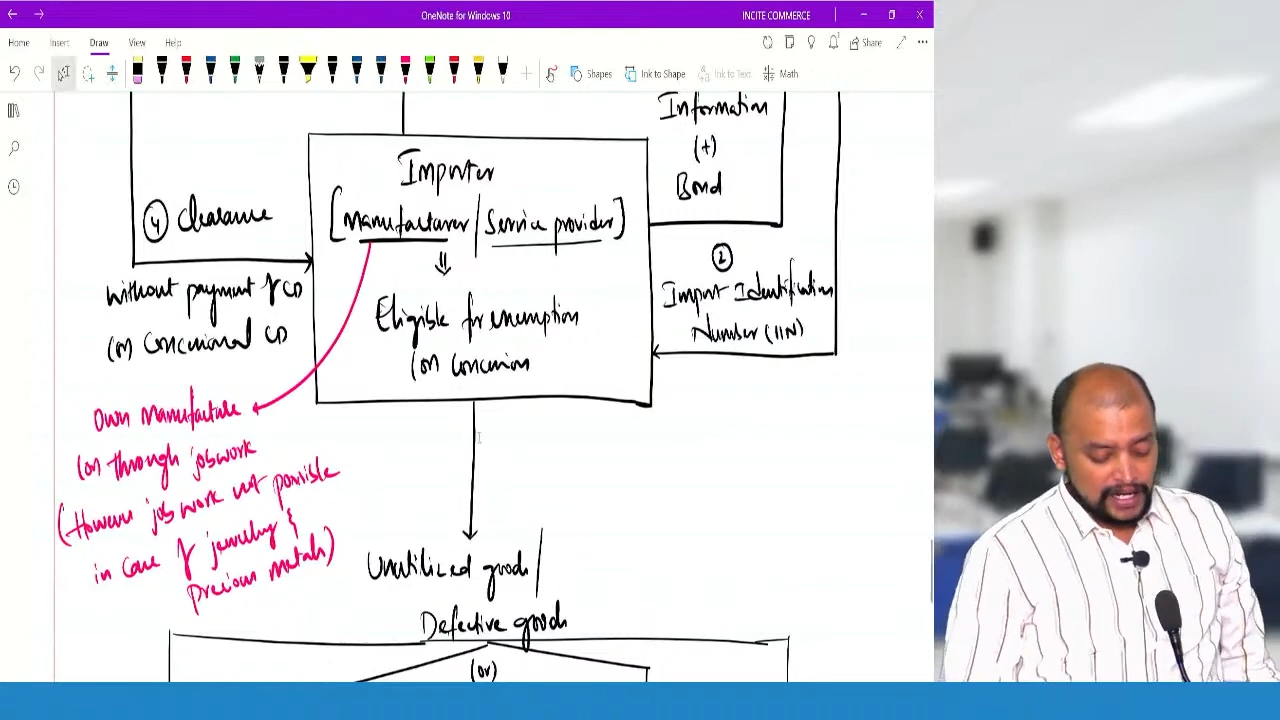 OneNote for Windows 10
INCITE COMMERCE
Home
Insert
Draw
View
Help
Share
Shapes
Ink to Shape
Ink to Text
Math
Information
(+)
Bond
Importer
[Manufacturer / Service provider]
Eligible for exemption
(or) concession
④ Clearance
without payment of CD
(or) concessional CD
②
Import Identification
Number (IIN)
Own manufacture
(or) through jobwork
(However job work not possible
in case of jewellery &
precious metals)
Unutilized goods /
Defective goods
(or)